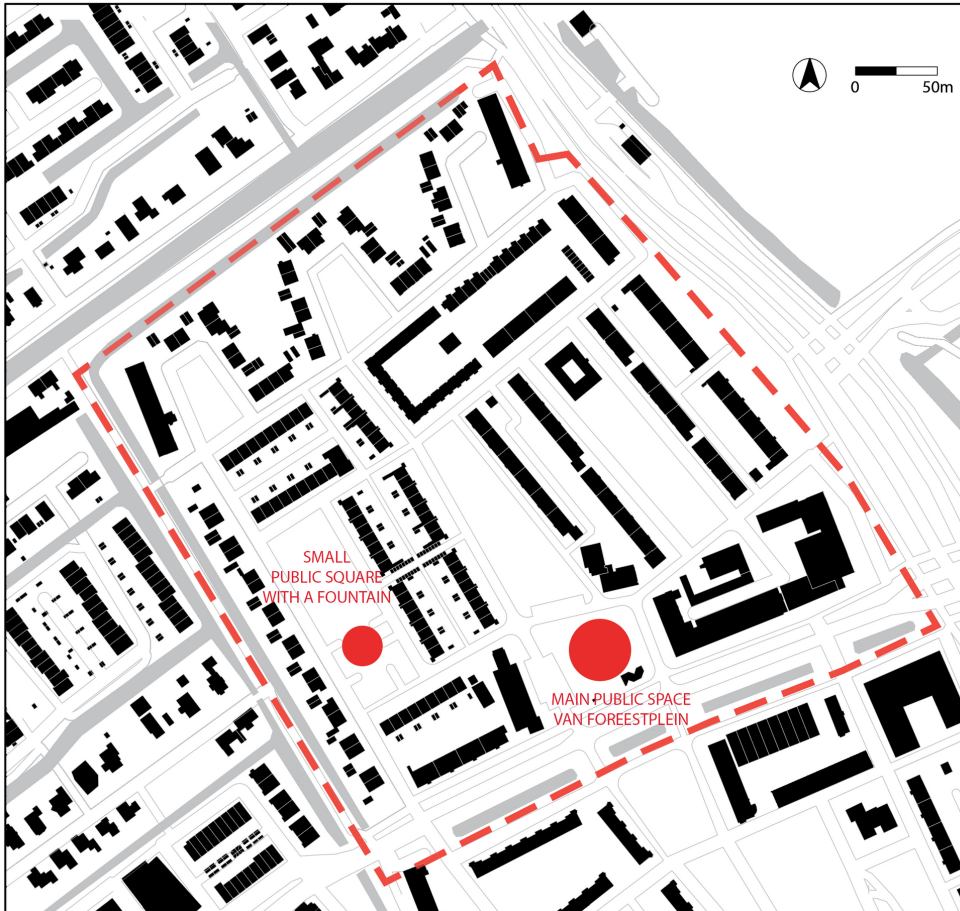 0 50m
SMALL
PUBLIC SQUARE
WITH A FOUNTAIN
MAIN PUBLIC SPACE
VAN FOREESTPLEIN